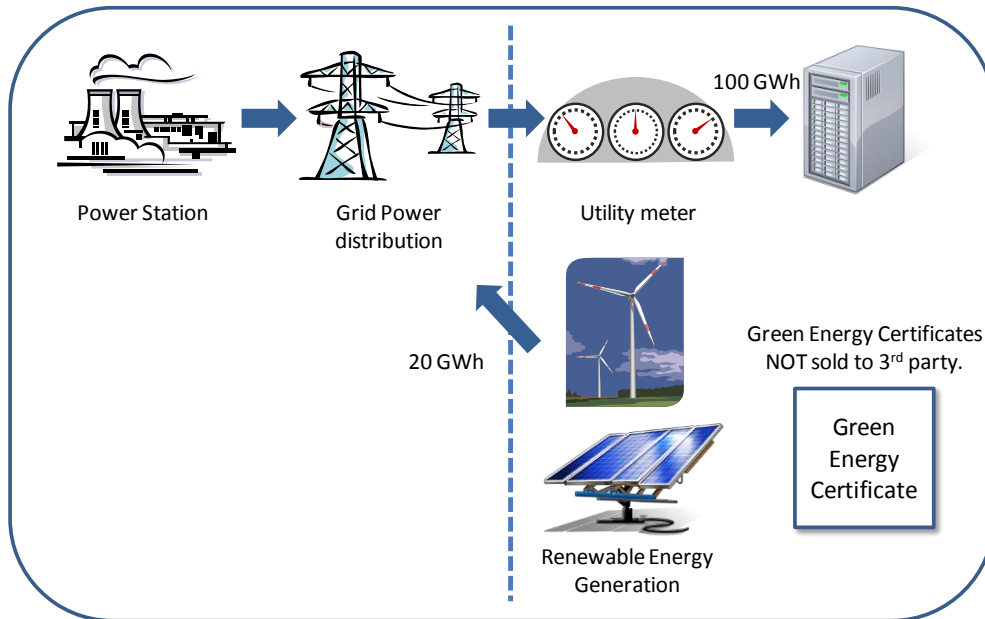 100 GWh
Power Station
Grid Power
distribution
Utility meter
20 GWh
Green Energy Certificates
NOT sold to 3rd party.
Green
Energy
Certificate
Renewable Energy
Generation